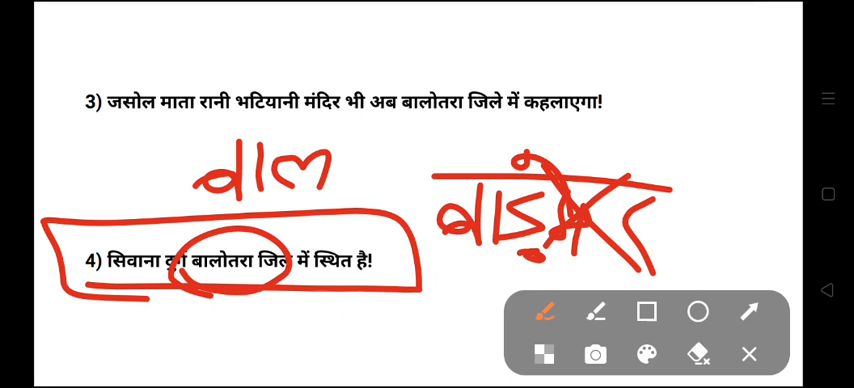 3) जसोल माता रानी भटियानी मंदिर भी अब बालोतरा जिले में कहलाएगा!
बाल
बाड़मेर
4) सिवाना दुर्ग बालोतरा जिले में स्थित है!